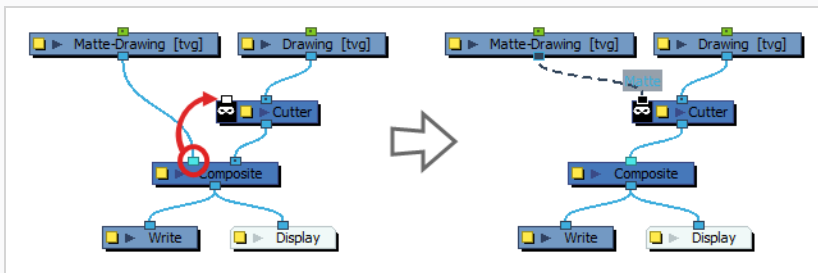 Matte-Drawing [tvg]
Drawing [tvg]
Cutter
Composite
Write
Display
Matte-Drawing [tvg]
Drawing [tvg]
Matte
Cutter
Composite
Write
Display